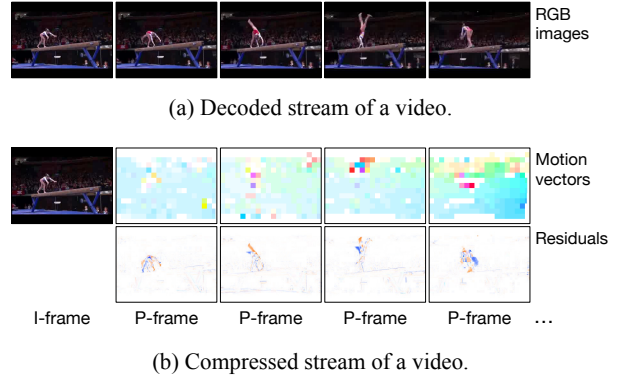 RGB
images
(a) Decoded stream of a video.
Motion
vectors
Residuals
I-frame P-frame P-frame P-frame P-frame ...
(b) Compressed stream of a video.